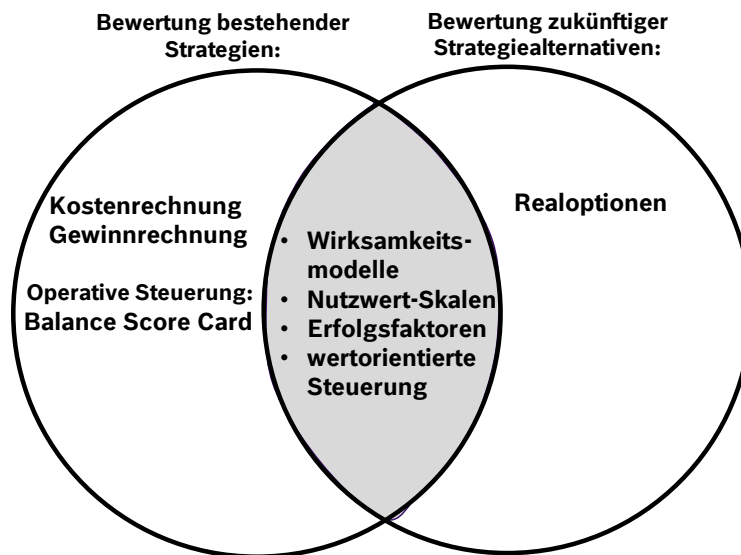 Bewertung bestehender
Strategien:
Bewertung zukünftiger
Strategiealternativen:
Kostenrechnung
Gewinnrechnung
Operative Steuerung:
Balance Score Card
• Wirksamkeits-
modelle
• Nutzwert-Skalen
• Erfolgsfaktoren
• wertorientierte
Steuerung
Realoptionen